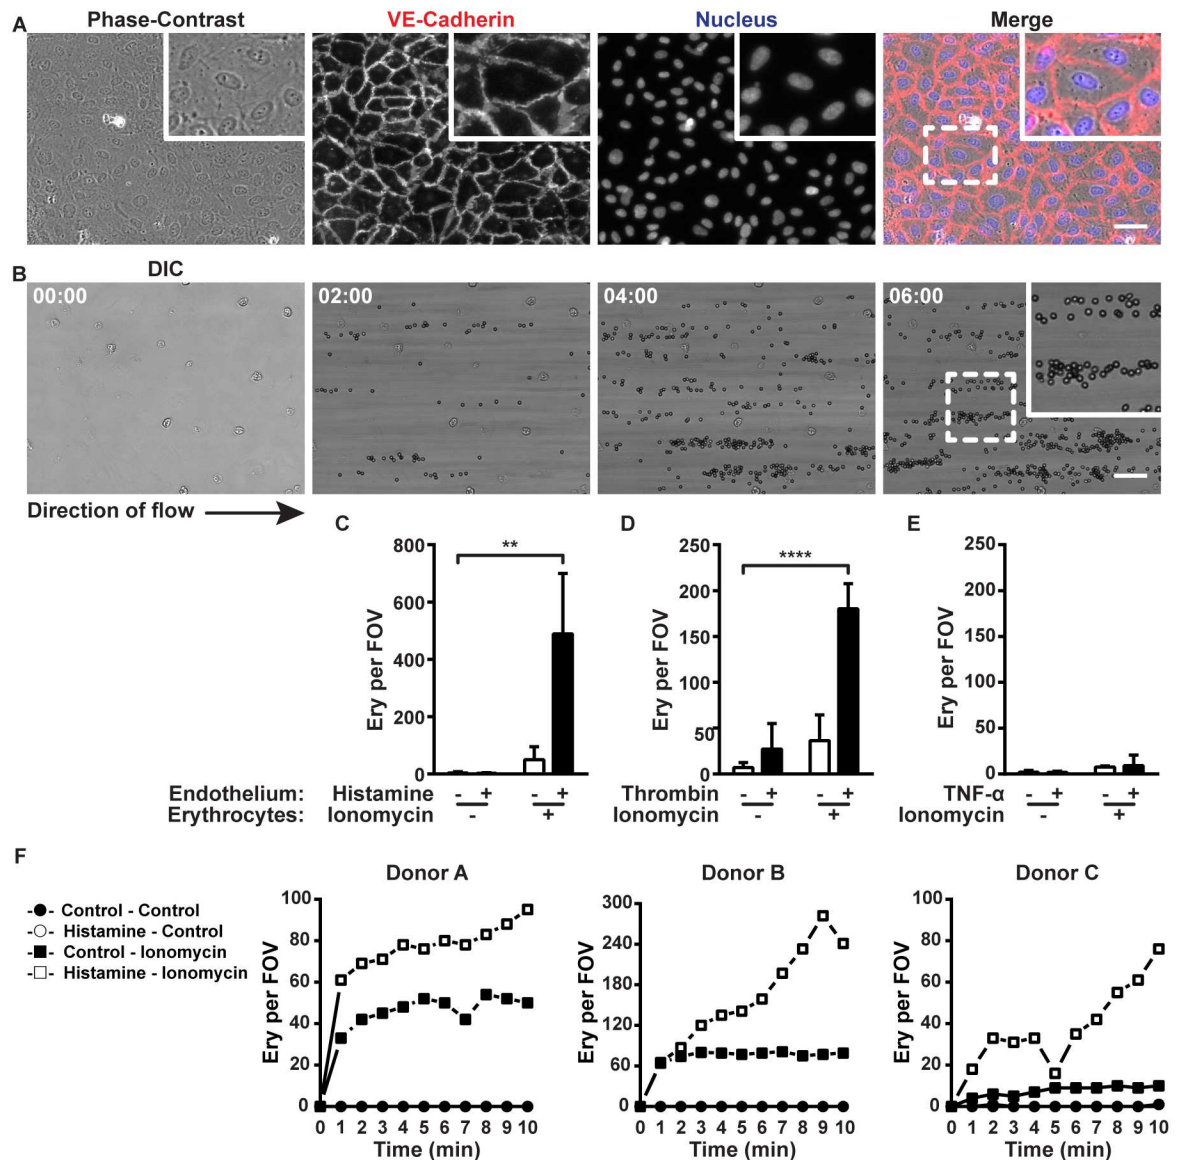 A
Phase-Contrast VE-Cadherin Nucleus Merge
B
DIC
00:00 02:00 04:00 06:00
Direction of flow
C D E
** ****
Ery per FOV
800
600
400
200
0
Ery per FOV
250
200
150
100
50
0
Ery per FOV
250
200
150
100
50
0
Endothelium: Histamine - + - + Thrombin - + - + TNF-α - + - +
Erythrocytes: Ionomycin - + Ionomycin - + Ionomycin - +
F
-●- Control - Control
-○- Histamine - Control
-■- Control - Ionomycin
-□- Histamine - Ionomycin
Donor A
Ery per FOV
100
80
60
40
20
0
0 1 2 3 4 5 6 7 8 9 10
Time (min)
Donor B
Ery per FOV
300
240
180
120
60
0
0 1 2 3 4 5 6 7 8 9 10
Time (min)
Donor C
Ery per FOV
100
80
60
40
20
0
0 1 2 3 4 5 6 7 8 9 10
Time (min)